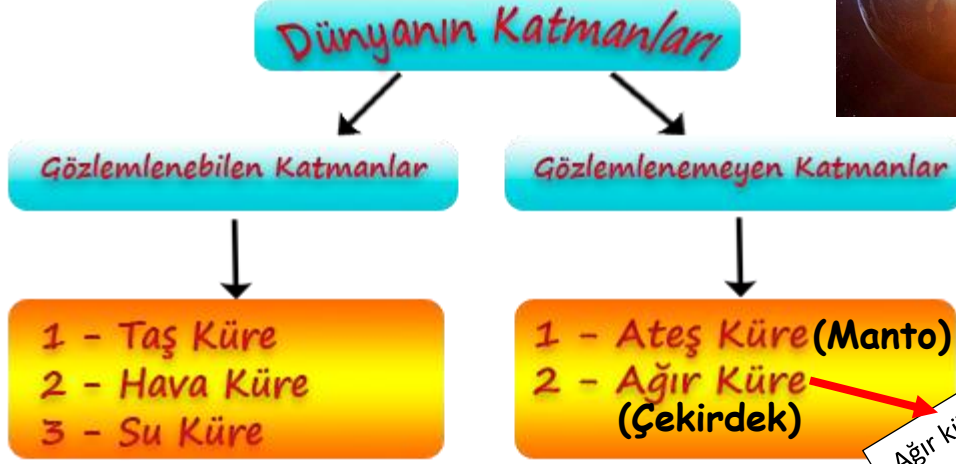 Dünyanın Katmanları
Gözlemlenebilen Katmanlar
Gözlemlenemeyen Katmanlar
1 - Taş Küre
2 - Hava Küre
3 - Su Küre
1 - Ateş Küre (Manto)
2 - Ağır Küre
(Çekirdek)
Ağır